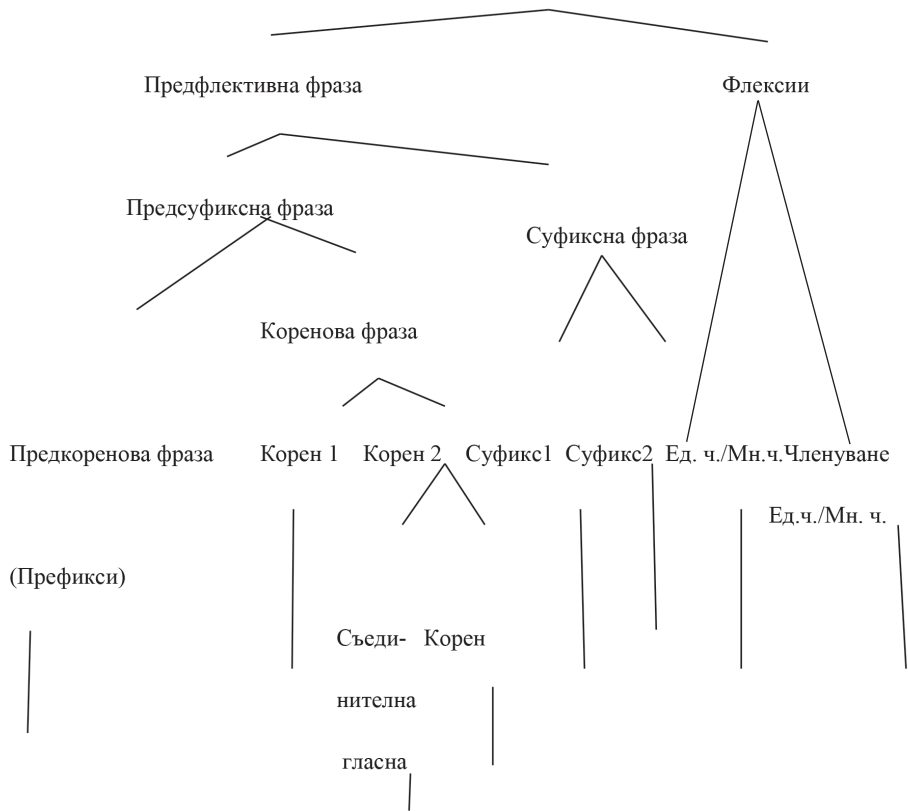 Предфлективна фраза Флексии
Предсуфиксна фраза
Суфиксна фраза
Коренова фраза
Предкоренова фраза Корен 1 Корен 2 Суфикс1 Суфикс2 Ед. ч./Мн.ч.Членуване
Ед.ч./Мн. ч.
(Префикси)
Съеди- Корен
нителна
гласна